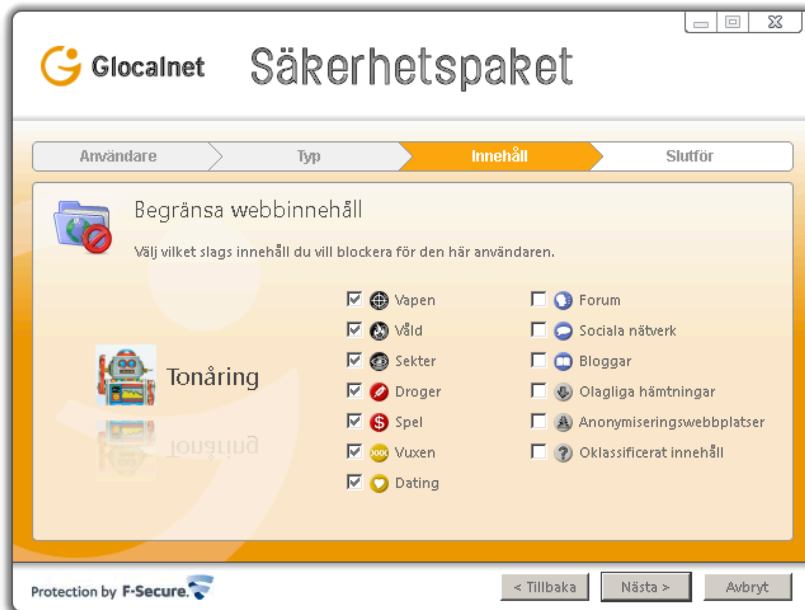 Glocalnet Säkerhetspaket
Användare Typ Innehåll Slutför
Begränsa webbinnehåll
Välj vilket slags innehåll du vill blockera för den här användaren.
Tonåring
Vapen
Våld
Sekter
Droger
Spel
Vuxen
Dating
Forum
Sociala nätverk
Bloggar
Olagliga hämtningar
Anonymiseringswebbplatser
Oklassificerat innehåll
Protection by F-Secure.
< Tillbaka Nästa > Avbryt